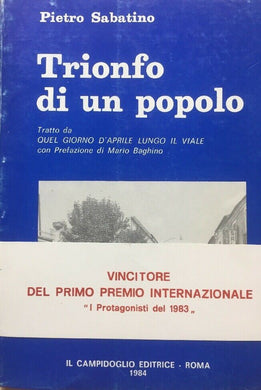 Pietro Sabatino
Trionfo
di un popolo
Tratto da
QUEL GIORNO D'APRILE LUNGO IL VIALE
con Prefazione di Mario Baghino
VINCITORE
DEL PRIMO PREMIO INTERNAZIONALE
"I Protagonisti del 1983„
IL CAMPIDOGLIO EDITRICE - ROMA
1984